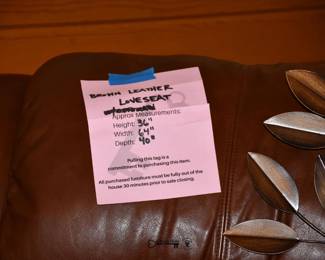 BROWN LEATHER
LOVESEAT
Approx Measurements:
Height: 36"
Width: 64"
Depth: 40"
Pulling this tag is a
commitment to purchasing this item.
All purchased furniture must be fully out of the
house 30 minutes prior to sale closing.